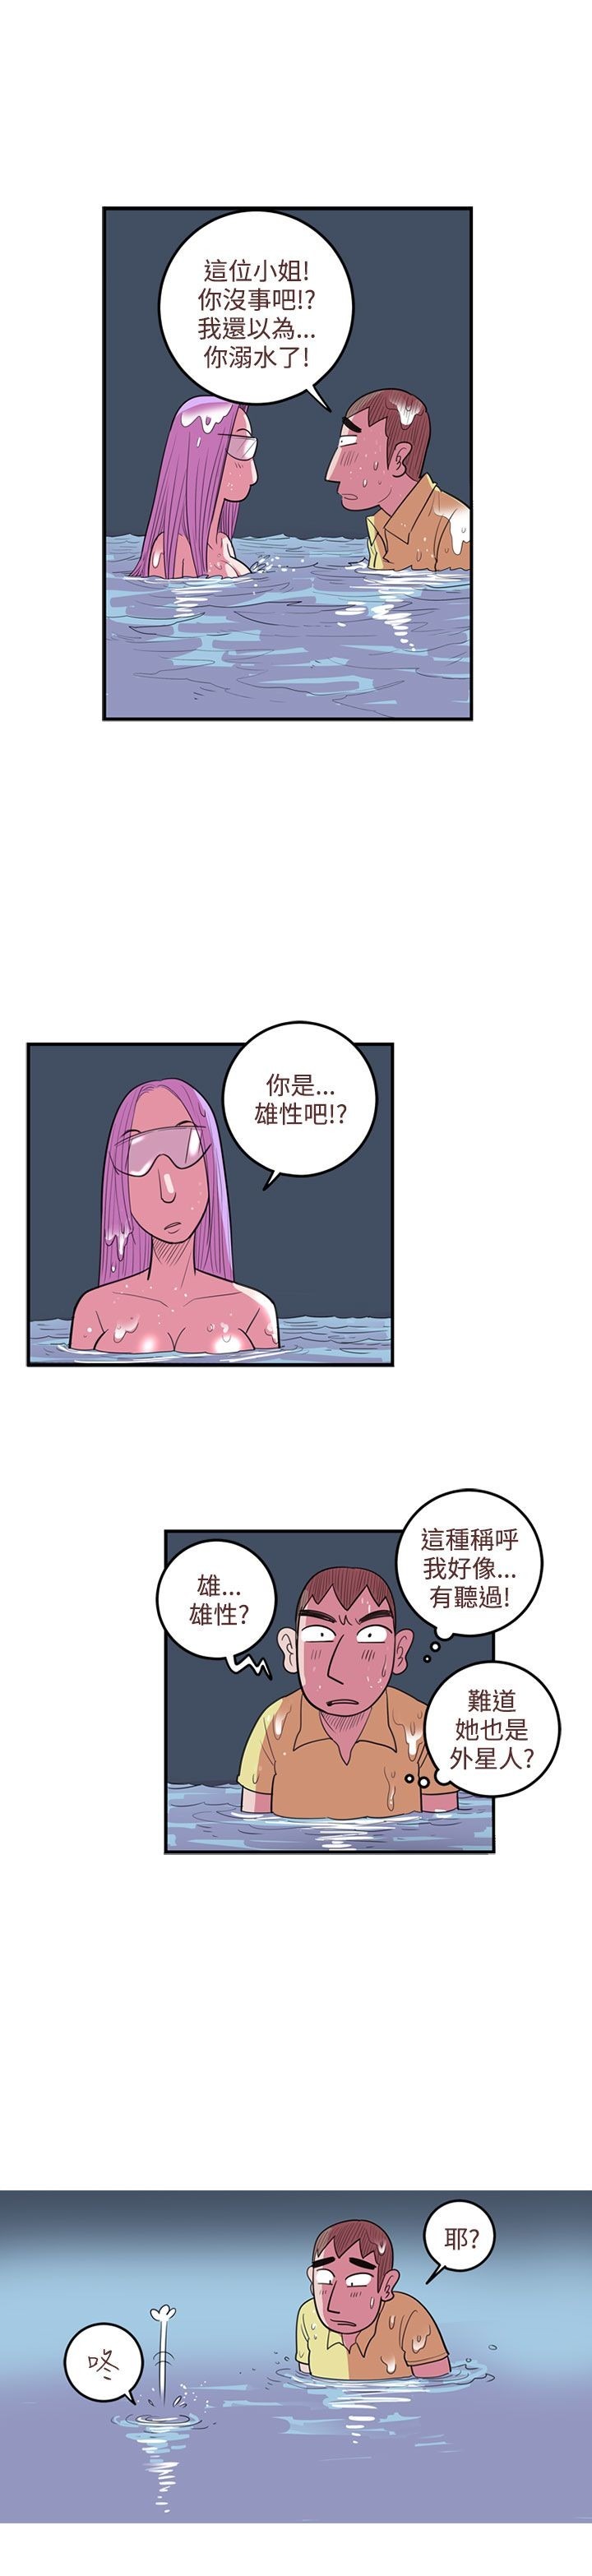 這位小姐!
你沒事吧!?
我還以為...
你溺水了!
你是...
雄性吧!?
雄...
雄性?
這種稱呼
我好像...
有聽過!
難道
她也是
外星人?
耶?
咚